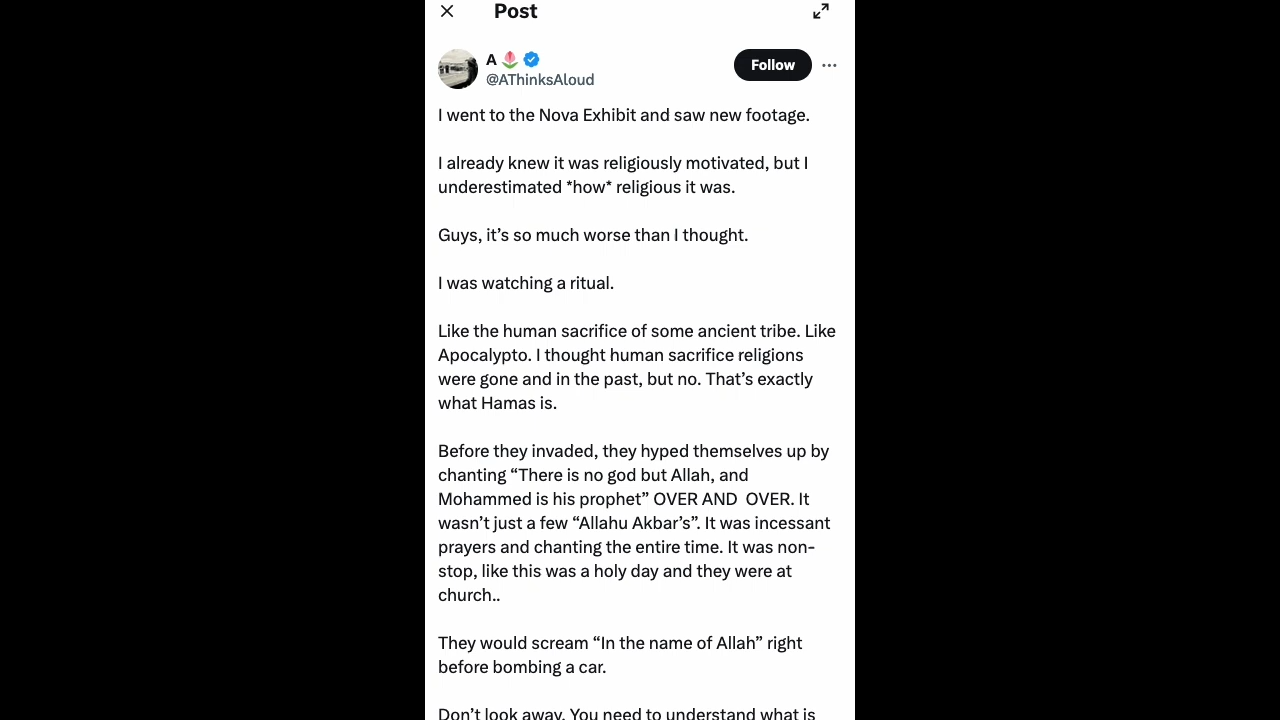 Post
A
@AThinksAloud
Follow
I went to the Nova Exhibit and saw new footage.
I already knew it was religiously motivated, but I
underestimated *how* religious it was.
Guys, it’s so much worse than I thought.
I was watching a ritual.
Like the human sacrifice of some ancient tribe. Like
Apocalypto. I thought human sacrifice religions
were gone and in the past, but no. That’s exactly
what Hamas is.
Before they invaded, they hyped themselves up by
chanting “There is no god but Allah, and
Mohammed is his prophet” OVER AND  OVER. It
wasn’t just a few “Allahu Akbar’s”. It was incessant
prayers and chanting the entire time. It was non-
stop, like this was a holy day and they were at
church..
They would scream “In the name of Allah” right
before bombing a car.
Don’t look away. You need to understand what is